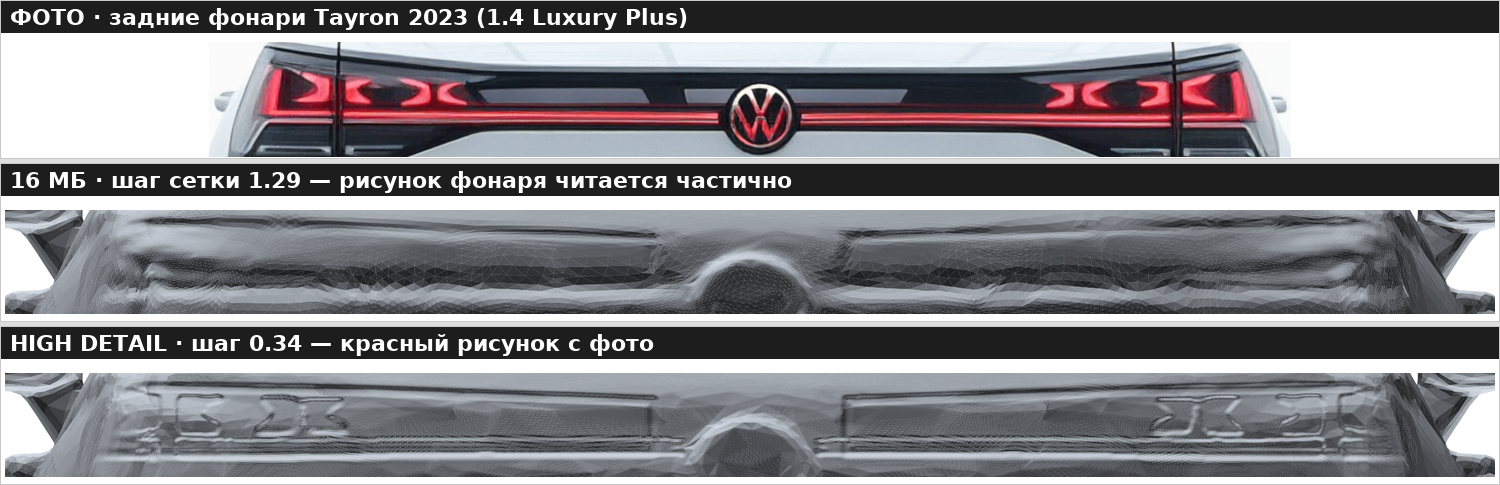 ФОТО · задние фонари Tayron 2023 (1.4 Luxury Plus)
16 МБ · шаг сетки 1.29 — рисунок фонаря читается частично
HIGH DETAIL · шаг 0.34 — красный рисунок с фото